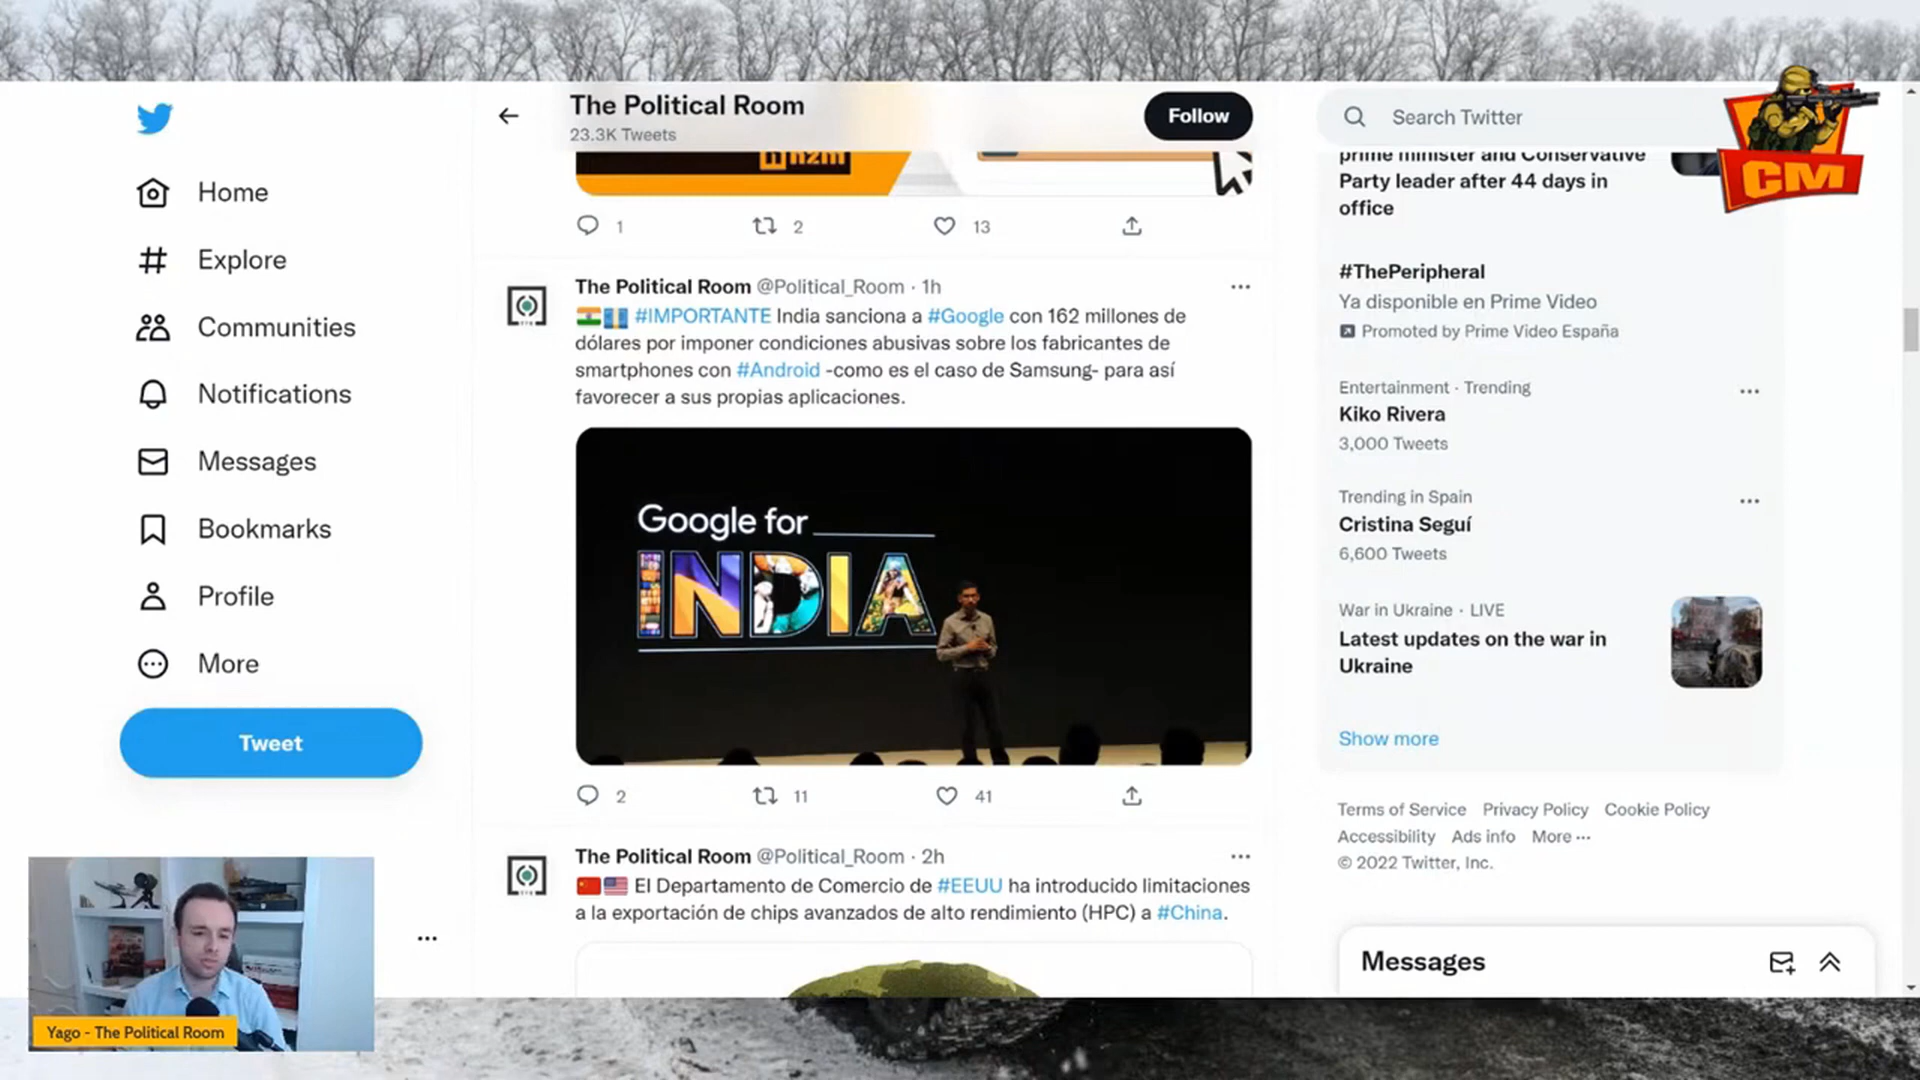 The Political Room
23.3K Tweets
Follow
Search Twitter
CM
Home
Explore
Communities
Notifications
Messages
Bookmarks
Profile
More
Tweet
n2m
1
2
13
The Political Room @Political_Room · 1h
#IMPORTANTE India sanciona a #Google con 162 millones de
dólares por imponer condiciones abusivas sobre los fabricantes de
smartphones con #Android -como es el caso de Samsung- para así
favorecer a sus propias aplicaciones.
Google for
INDIA
2
11
41
The Political Room @Political_Room · 2h
El Departamento de Comercio de #EEUU ha introducido limitaciones
a la exportación de chips avanzados de alto rendimiento (HPC) a #China.
prime minister and Conservative
Party leader after 44 days in
office
#ThePeripheral
Ya disponible en Prime Video
Promoted by Prime Video España
Entertainment · Trending
Kiko Rivera
3,000 Tweets
Trending in Spain
Cristina Seguí
6,600 Tweets
War in Ukraine · LIVE
Latest updates on the war in
Ukraine
Show more
Terms of Service Privacy Policy Cookie Policy
Accessibility Ads info More ···
© 2022 Twitter, Inc.
Messages
Yago - The Political Room